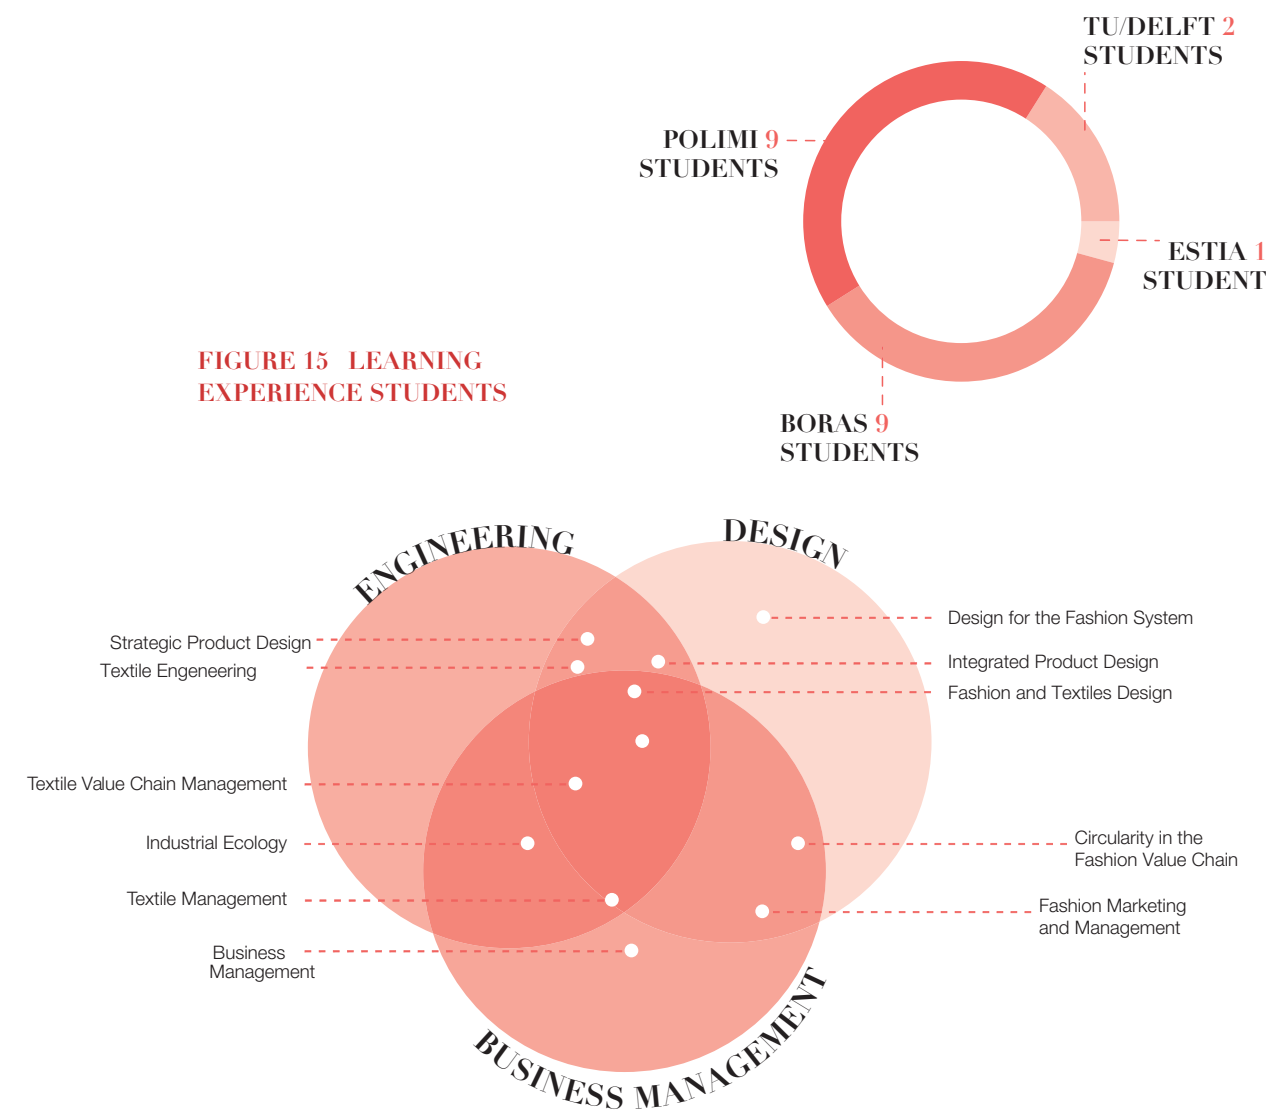 TU/DELFT 2
STUDENTS
POLIMI 9
STUDENTS
ESTIA 1
STUDENT
FIGURE 15 LEARNING
EXPERIENCE STUDENTS
BORAS 9
STUDENTS
ENGINEERING
DESIGN
Strategic Product Design
Textile Engeneering
Design for the Fashion System
Integrated Product Design
Fashion and Textiles Design
Textile Value Chain Management
Industrial Ecology
Textile Management
Business
Management
Circularity in the
Fashion Value Chain
Fashion Marketing
and Management
BUSINESS MANAGEMENT